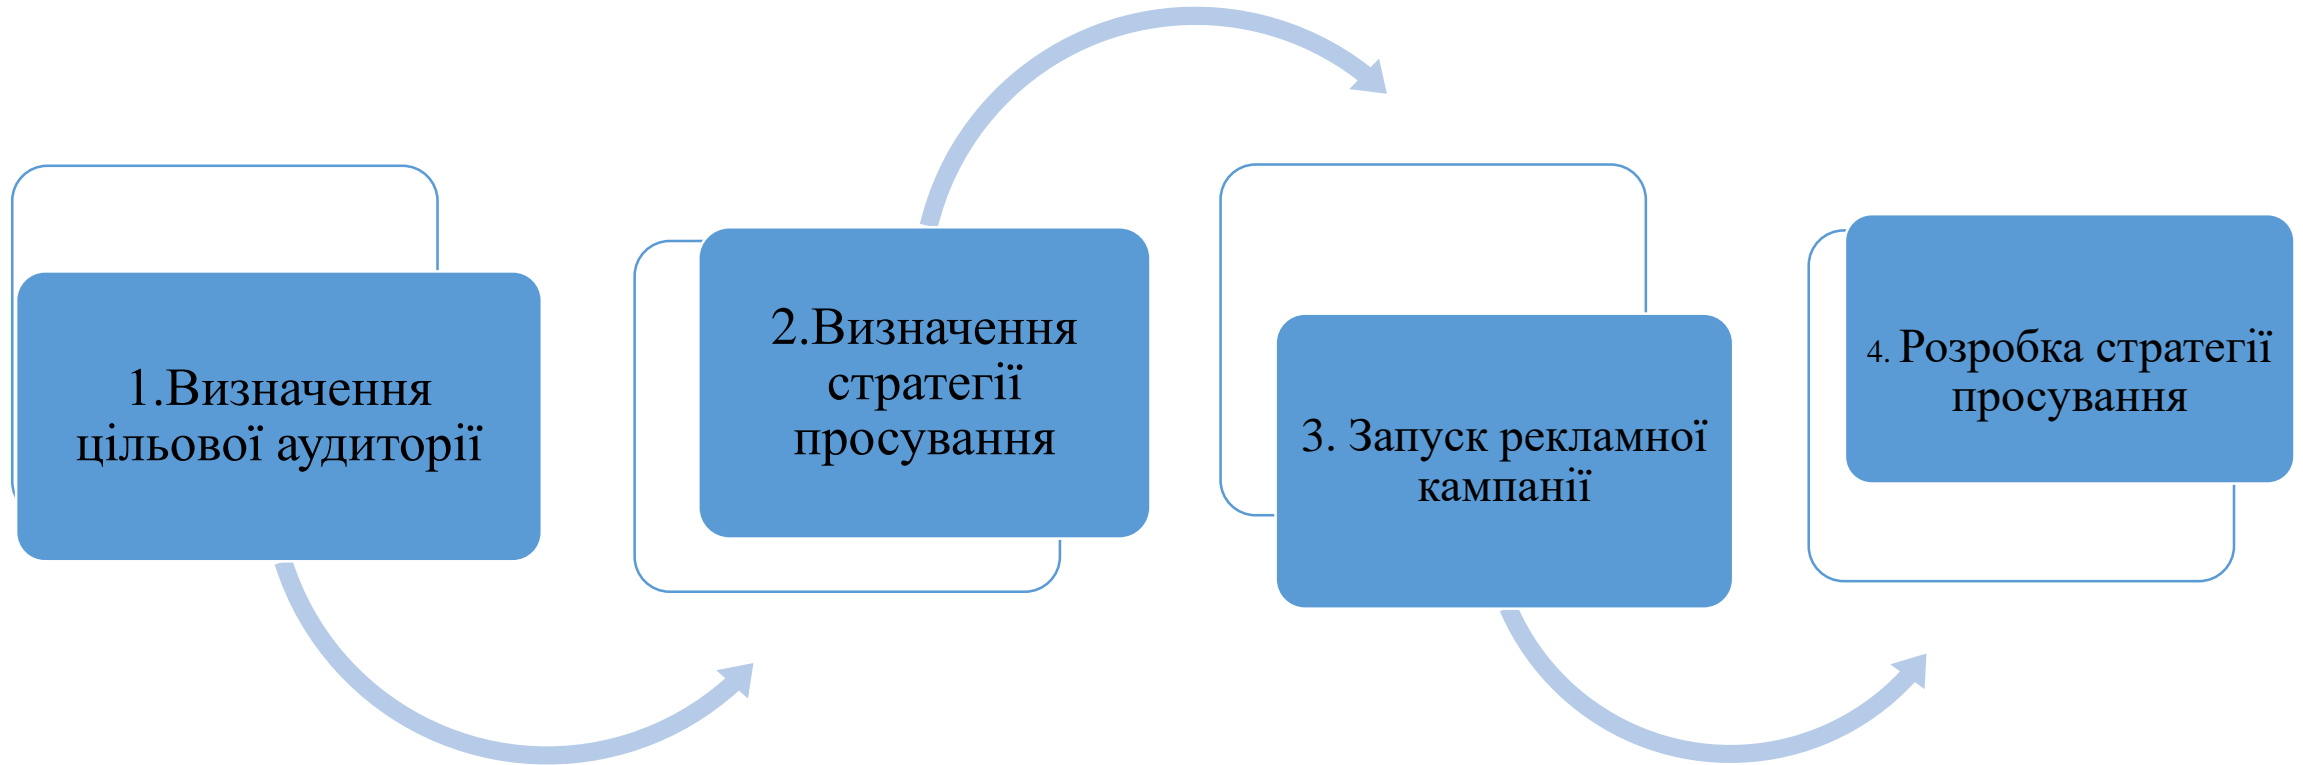 1.Визначення
цільової аудиторії
2.Визначення
стратегії
просування
3. Запуск рекламної
кампанії
4. Розробка стратегії
просування